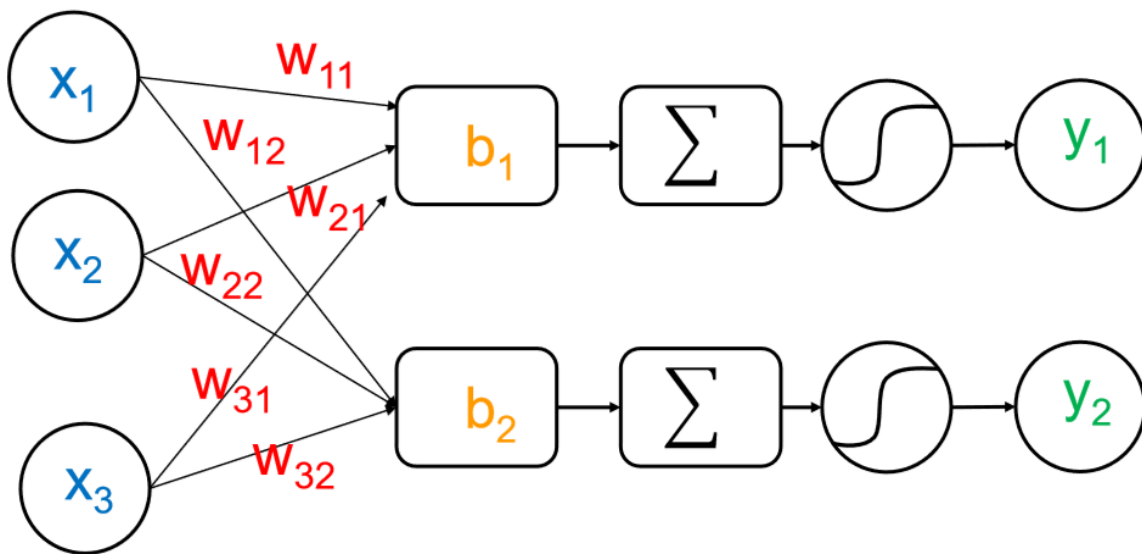 x₁
w₁₁
w₁₂
b₁
∑
y₁
x₂
w₂₁
w₂₂
x₃
w₃₁
w₃₂
b₂
∑
y₂